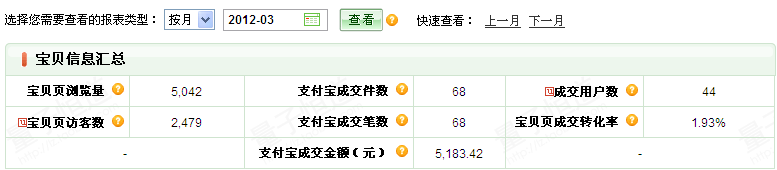 选择您需要查看的报表类型： 按月 2012-03 查看 快速查看： 上一月 下一月
宝贝信息汇总
宝贝页浏览量 5,042 支付宝成交件数 68 成交用户数 44
宝贝页访客数 2,479 支付宝成交笔数 68 宝贝页成交转化率 1.93%
- 支付宝成交金额（元） 5,183.42 -